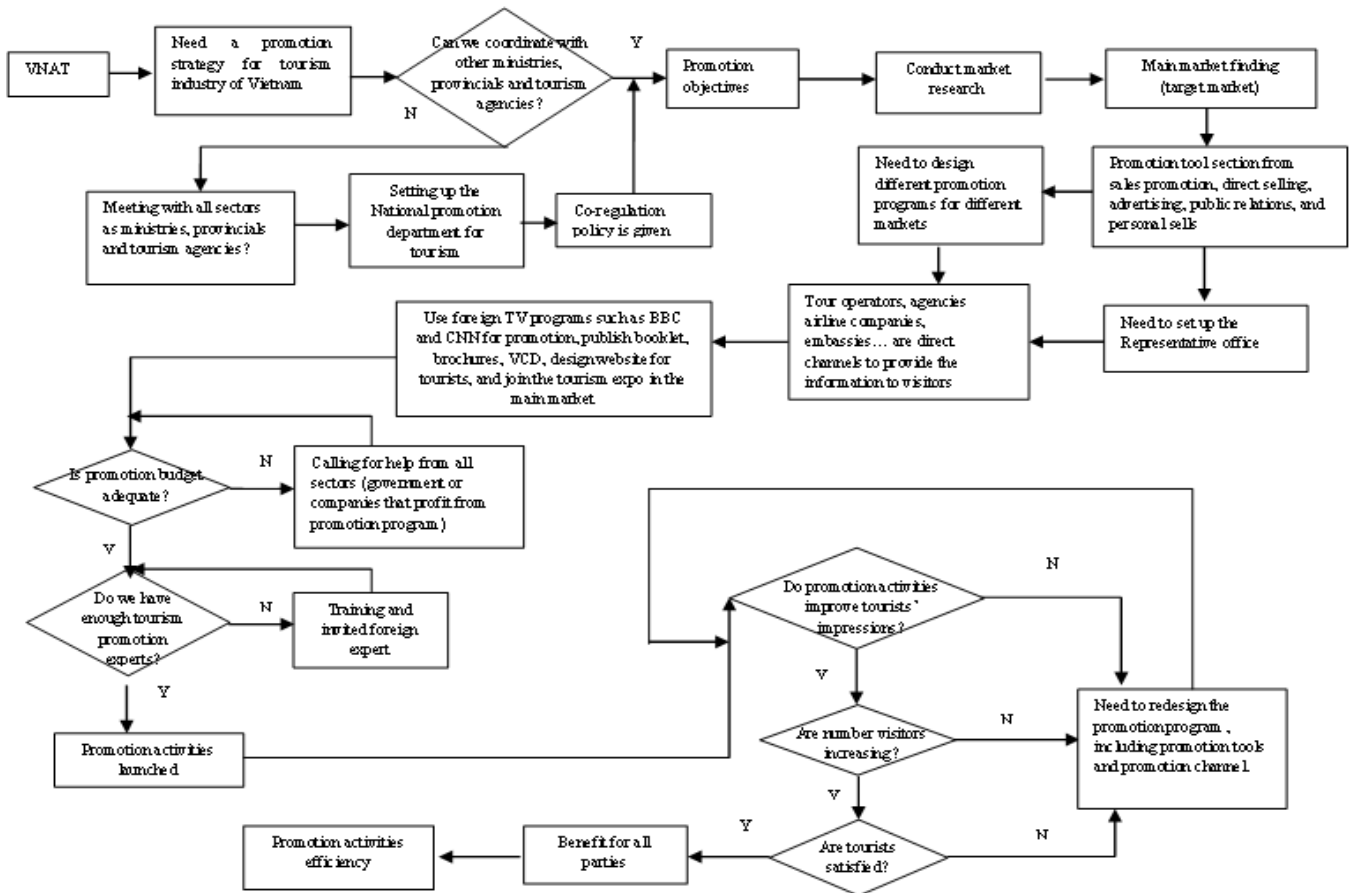 VNAT
Need a promotion
strategy for tourism
industry of Vietnam
Can we coordinate with
other ministries,
provincials and tourism
agencies?
Y
N
Promotion
objectives
Conduct market
research
Main market finding
(target market)
Meeting with all sectors
as ministries, provincials
and tourism agencies?
Setting up the
National promotion
department for
tourism
Co-regulation
policy is given
Need to design
different promotion
programs for different
markets
Promotion tool section from
sales promotion, direct selling,
advertising, public relations, and
personal sells
Use foreign TV programs such as BBC
and CNN for promotion, publish booklet,
brochures, VCD, design website for
tourists, and join the tourism expo in the
main market
Tour operators, agencies
airline companies,
embassies... are direct
channels to provide the
information to visitors
Need to set up the
Representative office
Is promotion budget
adequate?
N
Calling for help from all
sectors (government or
companies that profit from
promotion program)
Y
Do we have
enough tourism
promotion
experts?
N
Training and
invited foreign
expert
Y
Promotion activities
launched
Do promotion activities
improve tourists'
impressions?
N
Y
Are number visitors
increasing?
N
Need to redesign the
promotion program,
including promotion tools
and promotion channel
Y
Are tourists
satisfied?
N
Y
Benefit for all
parties
Promotion activities
efficiency